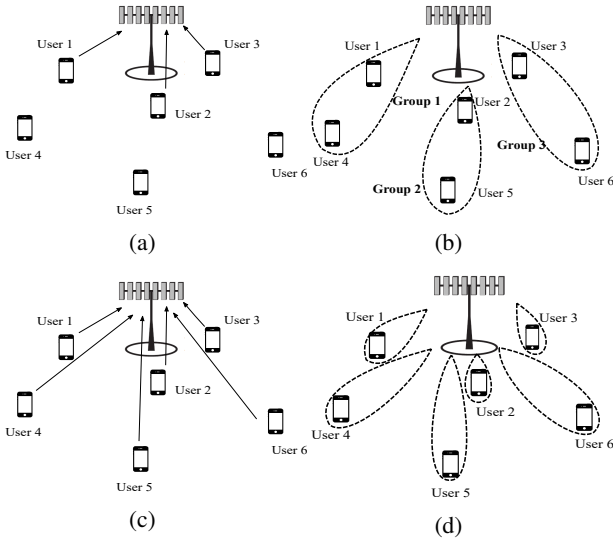 User 1
User 3
User 2
User 4
User 6
User 5
(a)
User 1
User 3
Group 1
User 2
User 4
Group 3
User 6
Group 2
User 5
(b)
User 1
User 3
User 2
User 4
User 6
User 5
(c)
User 1
User 3
User 2
User 4
User 6
User 5
(d)